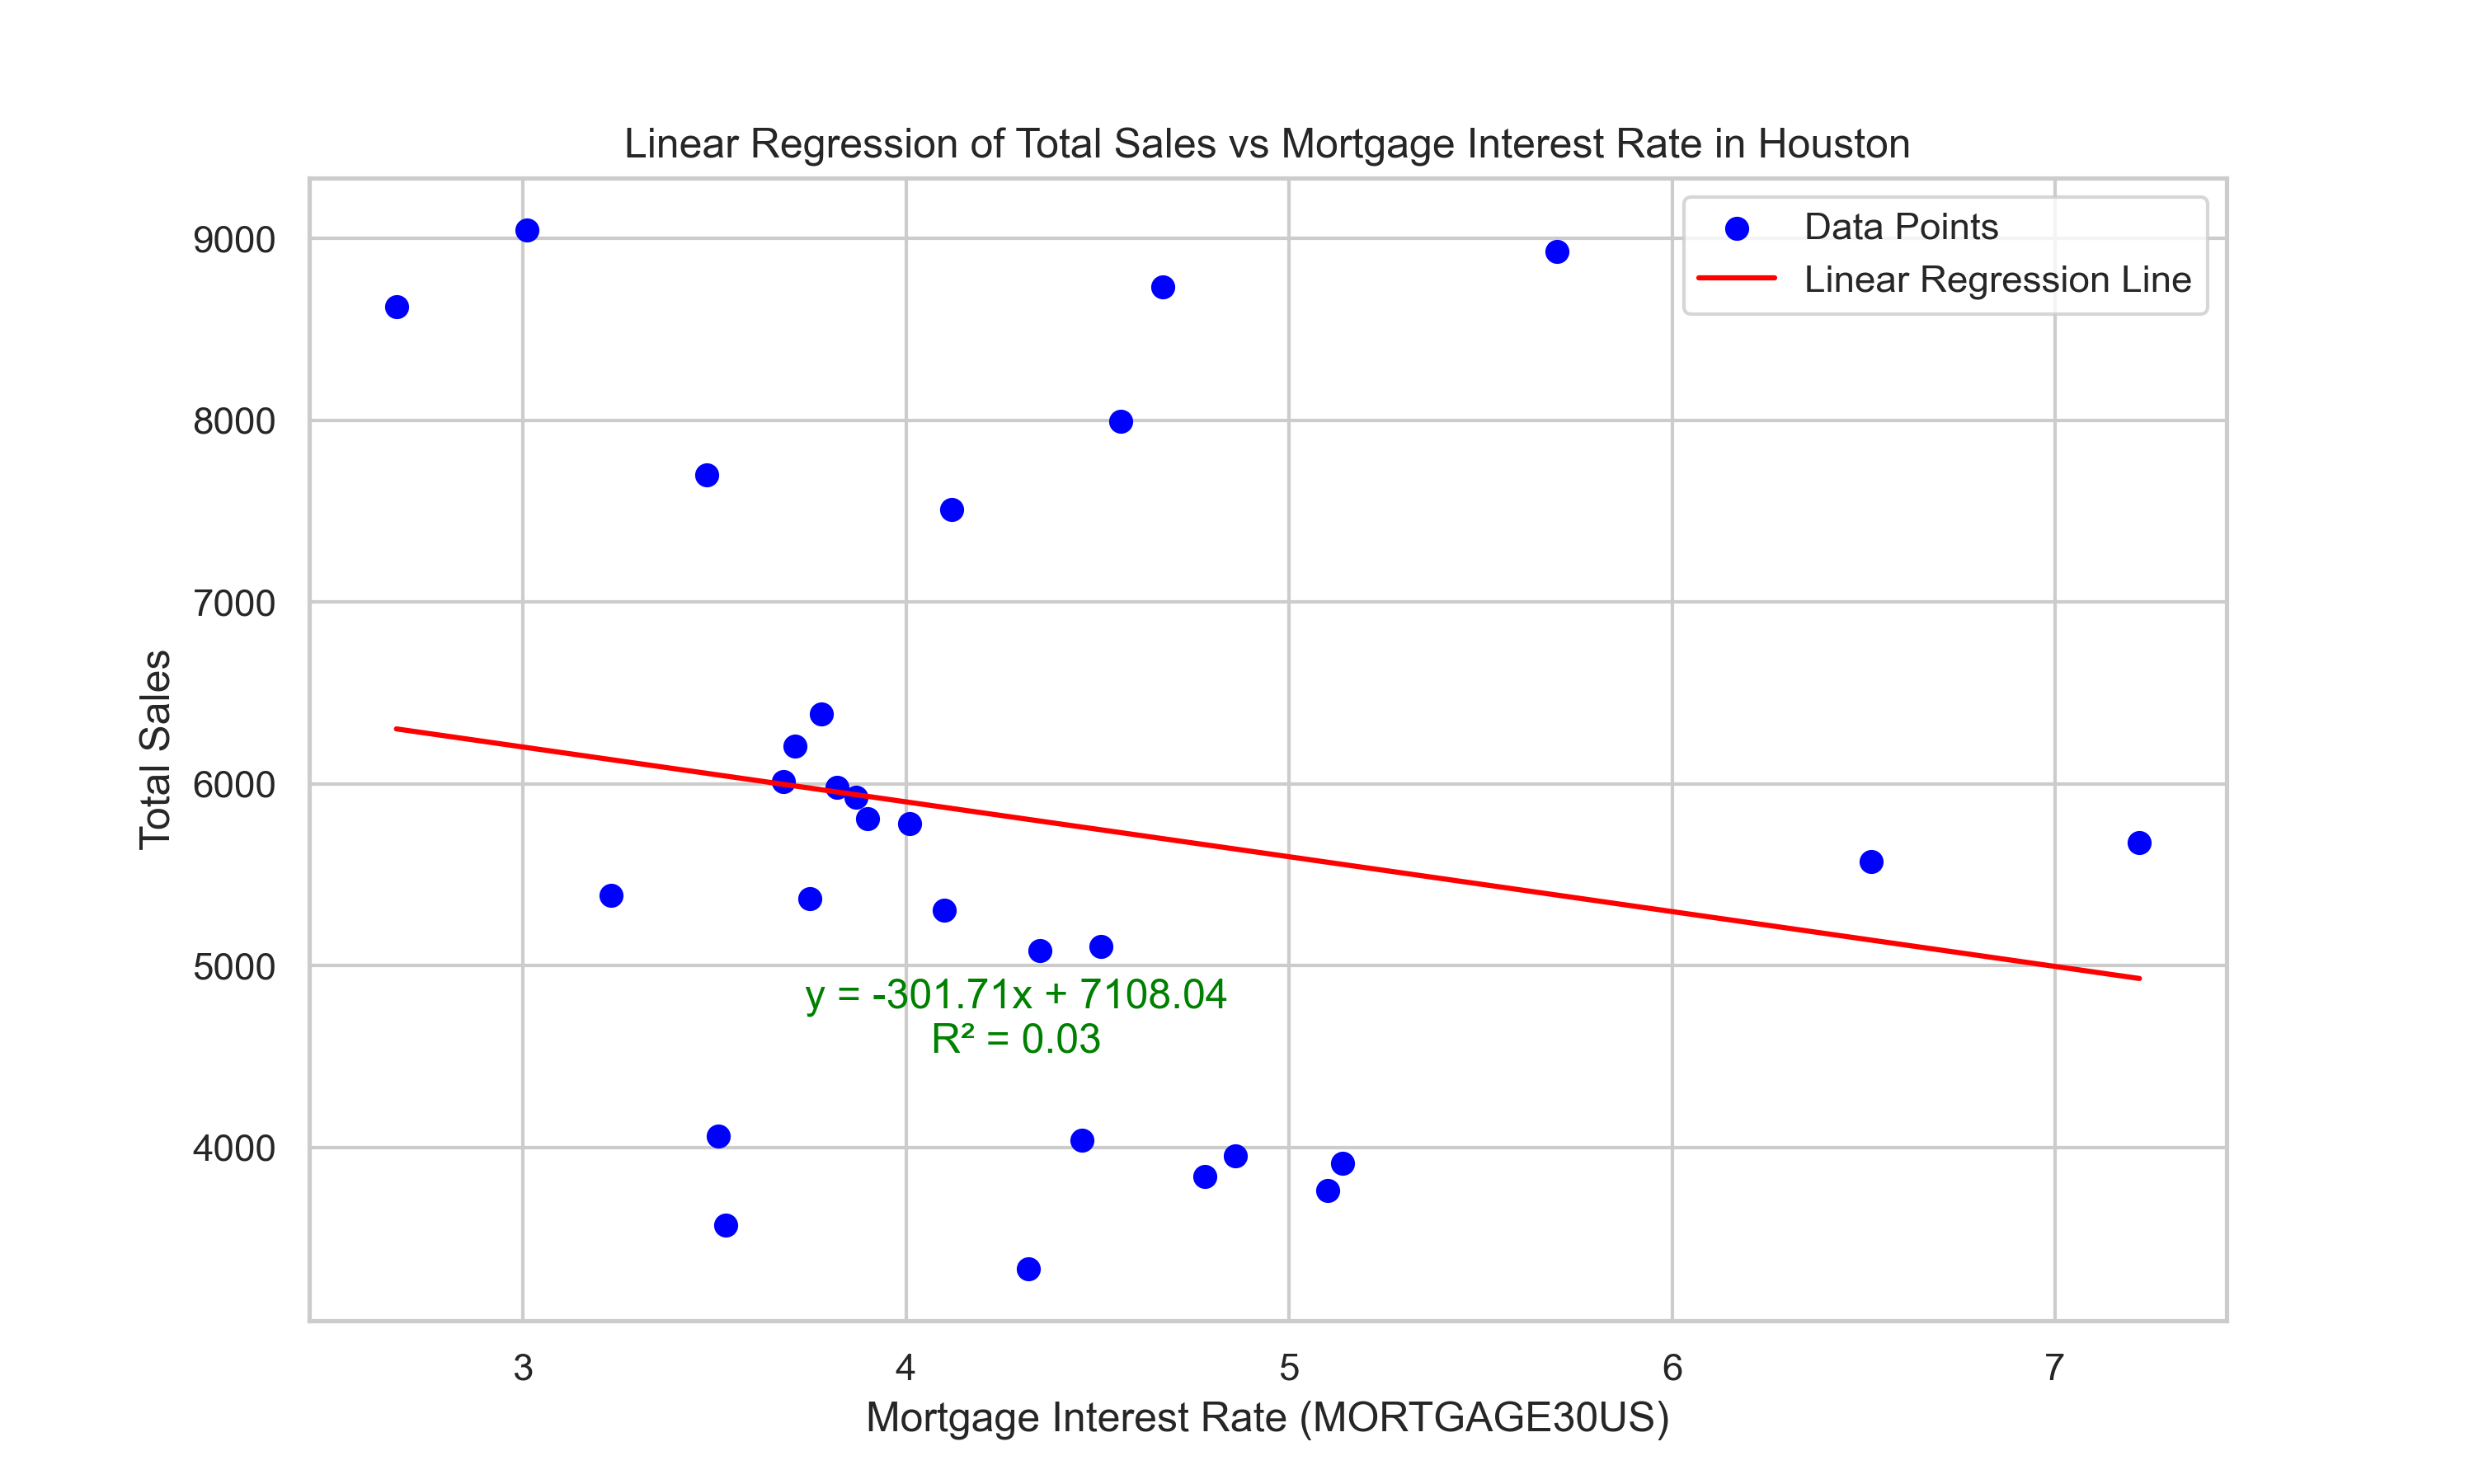 Linear Regression of Total Sales vs Mortgage Interest Rate in Houston
Data Points
Linear Regression Line
9000
8000
7000
6000
5000
4000
Total Sales
y = -301.71x + 7108.04
R² = 0.03
3
4
5
6
7
Mortgage Interest Rate (MORTGAGE30US)